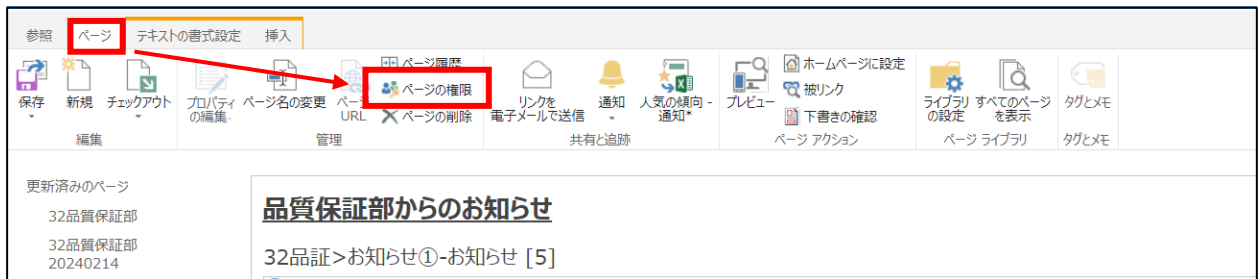 参照 ページ テキストの書式設定 挿入
保存 新規 チェックアウト
編集
プロパティの編集 ページ名の変更 ページ URL
ページ履歴
ページの権限
ページの削除
管理
リンクを電子メールで送信 通知 人気の傾向 - 通知*
共有と追跡
プレビュー
ホームページに設定
被リンク
下書きの確認
ページ アクション
ライブラリの設定 すべてのページを表示
ページ ライブラリ
タグとメモ
タグとメモ
更新済みのページ
32品質保証部
32品質保証部
20240214
品質保証部からのお知らせ
32品証>お知らせ①-お知らせ [5]